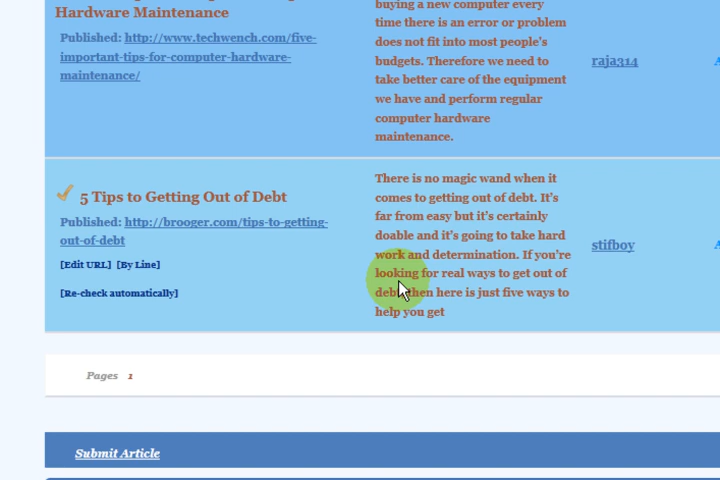 Hardware Maintenance
Published: http://www.techwench.com/five-
important-tips-for-computer-hardware-
maintenance/
buying a new computer every
time there is an error or problem
does not fit into most people's
budgets. Therefore we need to
take better care of the equipment
we have and perform regular
computer hardware
maintenance.
raja314
5 Tips to Getting Out of Debt
Published: http://brooger.com/tips-to-getting-
out-of-debt
[Edit URL] [By Line]
[Re-check automatically]
There is no magic wand when it
comes to getting out of debt. It's
far from easy but it's certainly
doable and it's going to take hard
work and determination. If you're
looking for real ways to get out of
debt then here is just five ways to
help you get
stifboy
Pages 1
Submit Article